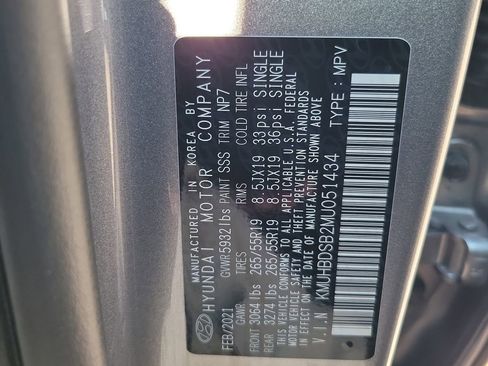 MANUFACTURED IN KOREA BY
HYUNDAI MOTOR COMPANY
FEB/2021 GVWR 5932 lbs PAINT SSS TRIM NP7
GAWR TIRES RIMS COLD TIRE INFL
FRONT 3064 lbs 265/55R19 8.5JX19 33psi SINGLE
REAR 3274 lbs 265/55R19 8.5JX19 36psi SINGLE
THIS VEHICLE CONFORMS TO ALL APPLICABLE U.S.A. FEDERAL
MOTOR VEHICLE SAFETY AND THEFT PREVENTION STANDARDS
IN EFFECT ON THE DATE OF MANUFACTURE SHOWN ABOVE
V.I.N KMUHBDSB2MU051434 TYPE : MPV